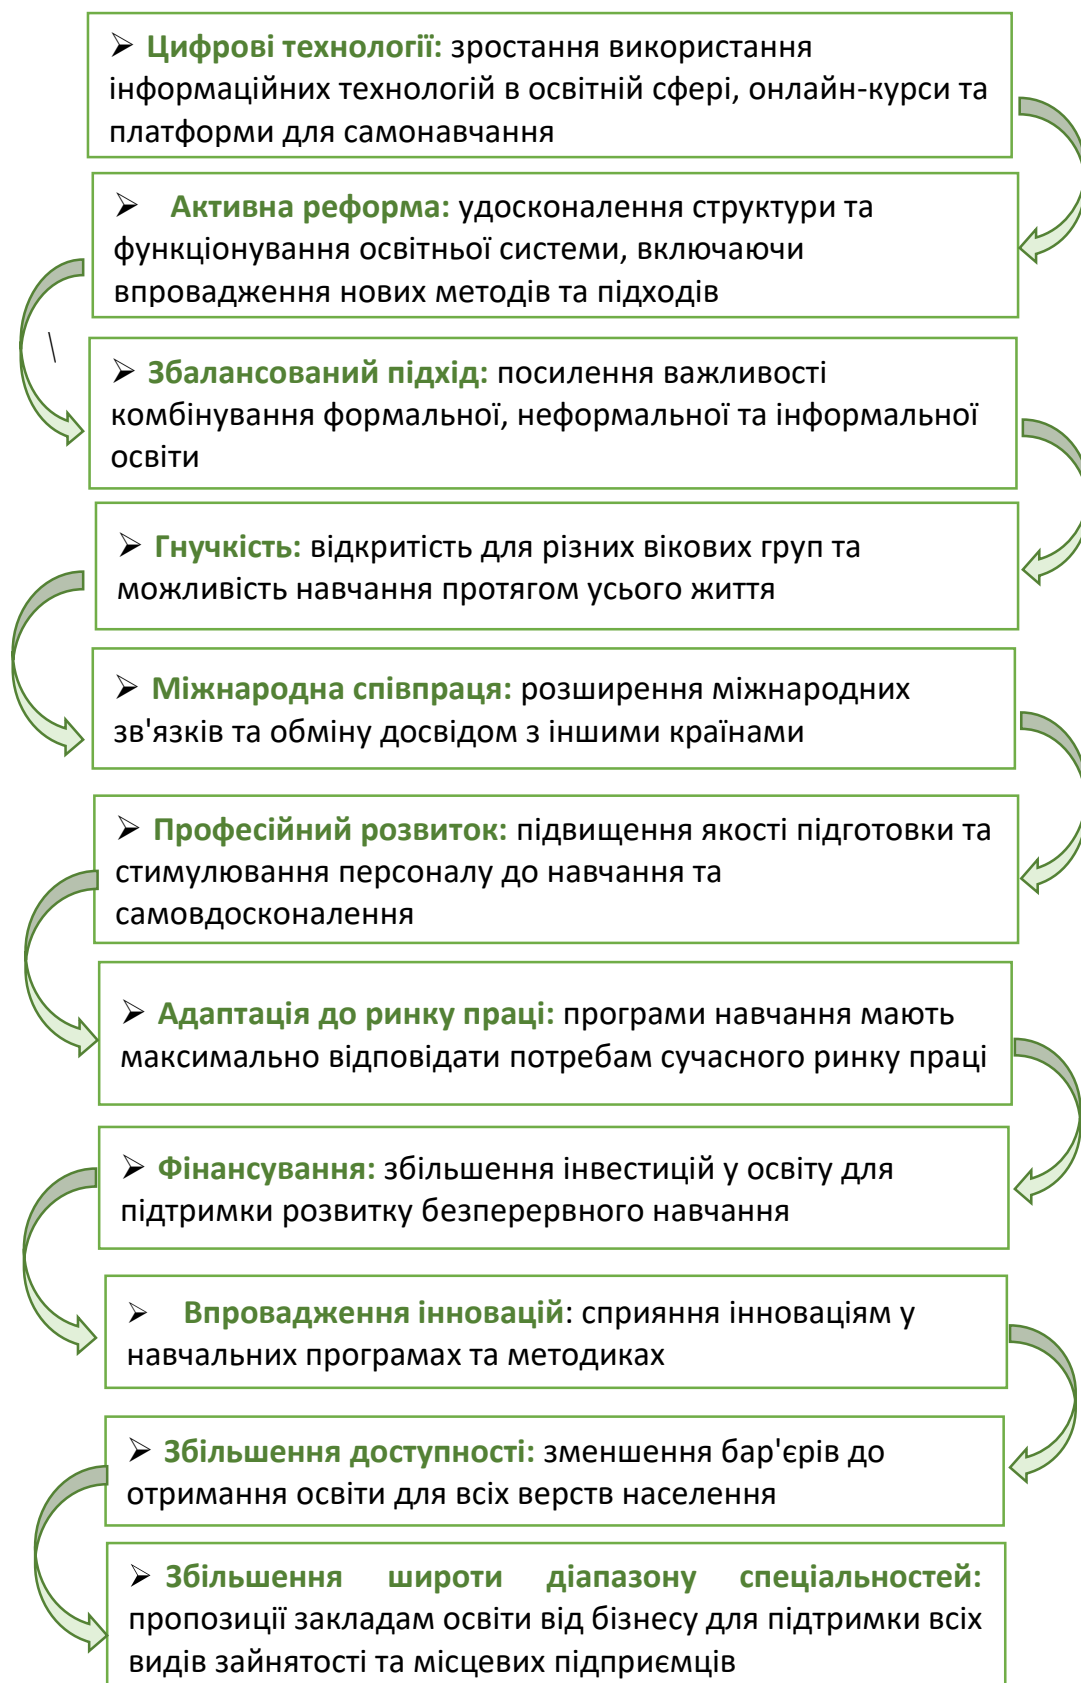 ➢ Цифрові технології: зростання використання
інформаційних технологій в освітній сфері, онлайн-курси та
платформи для самонавчання
➢ Активна реформа: удосконалення структури та
функціонування освітньої системи, включаючи
впровадження нових методів та підходів
\
➢ Збалансований підхід: посилення важливості
комбінування формальної, неформальної та інформальної
освіти
➢ Гнучкість: відкритість для різних вікових груп та
можливість навчання протягом усього життя
➢ Міжнародна співпраця: розширення міжнародних
зв'язків та обміну досвідом з іншими країнами
➢ Професійний розвиток: підвищення якості підготовки та
стимулювання персоналу до навчання та
самовдосконалення
➢ Адаптація до ринку праці: програми навчання мають
максимально відповідати потребам сучасного ринку праці
➢ Фінансування: збільшення інвестицій у освіту для
підтримки розвитку безперервного навчання
➢ Впровадження інновацій: сприяння інноваціям у
навчальних програмах та методиках
➢ Збільшення доступності: зменшення бар'єрів до
отримання освіти для всіх верств населення
➢ Збільшення широти діапазону спеціальностей:
пропозиції закладам освіти від бізнесу для підтримки всіх
видів зайнятості та місцевих підприємців